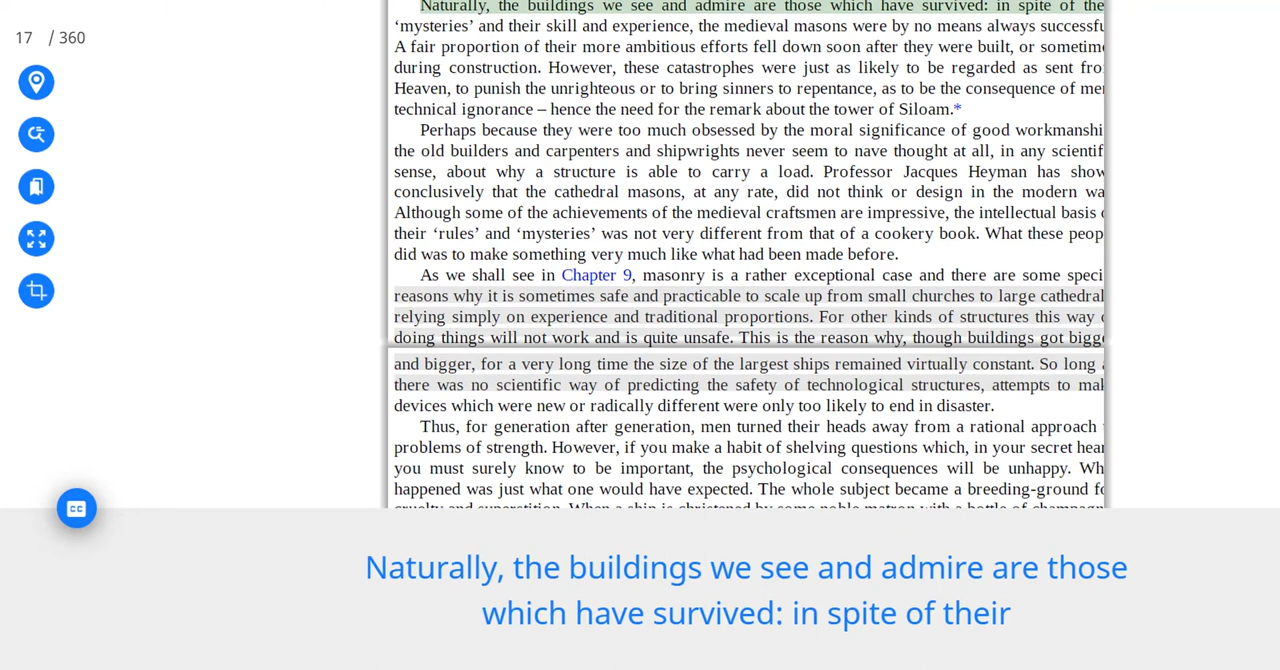 Naturally, the buildings we see and admire are those which have survived: in spite of the
17 / 360
‘mysteries’ and their skill and experience, the medieval masons were by no means always
A fair proportion of their more ambitious efforts fell down soon after they were built, or
during construction. However, these catastrophes were just as likely to be regarded as sent
Heaven, to punish the unrighteous or to bring sinners to repentance, as to be the consequence of
technical ignorance – hence the need for the remark about the tower of Siloam.*
Perhaps because they were too much obsessed by the moral significance of good
the old builders and carpenters and shipwrights never seem to nave thought at all, in any
sense, about why a structure is able to carry a load. Professor Jacques Heyman has
conclusively that the cathedral masons, at any rate, did not think or design in the modern
Although some of the achievements of the medieval craftsmen are impressive, the intellectual basis
their ‘rules’ and ‘mysteries’ was not very different from that of a cookery book. What these
did was to make something very much like what had been made before.
As we shall see in Chapter 9, masonry is a rather exceptional case and there are some
reasons why it is sometimes safe and practicable to scale up from small churches to large
relying simply on experience and traditional proportions. For other kinds of structures this way
doing things will not work and is quite unsafe. This is the reason why, though buildings got
and bigger, for a very long time the size of the largest ships remained virtually constant. So long
there was no scientific way of predicting the safety of technological structures, attempts to
devices which were new or radically different were only too likely to end in disaster.
Thus, for generation after generation, men turned their heads away from a rational approach
problems of strength. However, if you make a habit of shelving questions which, in your secret
you must surely know to be important, the psychological consequences will be unhappy.
happened was just what one would have expected. The whole subject became a breeding-ground
cruelty and superstition. When a ship is christened by some noble matron with a bottle of
CC
Naturally, the buildings we see and admire are those
which have survived: in spite of their